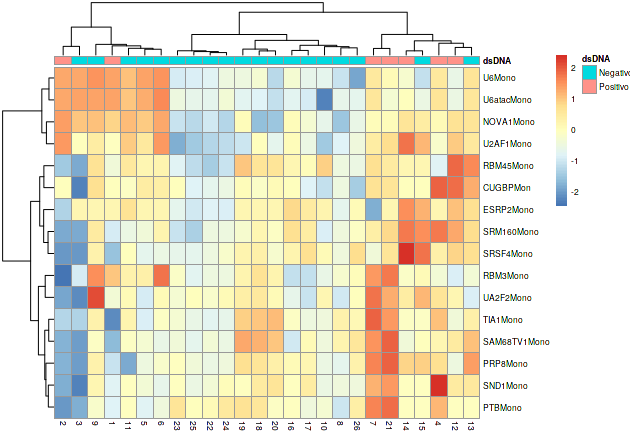 dsDNA
dsDNA
Negativo
Positivo
2
1
0
-1
-2
U6Mono
U6atacMono
NOVA1Mono
U2AF1Mono
RBM45Mono
CUGBPMon
ESRP2Mono
SRM160Mono
SRSF4Mono
RBM3Mono
UA2F2Mono
TIA1Mono
SAM68TV1Mono
PRP8Mono
SND1Mono
PTBMono
2 3 9 1 11 5 6 23 25 22 24 19 18 20 16 17 10 8 26 7 21 14 15 4 12 13